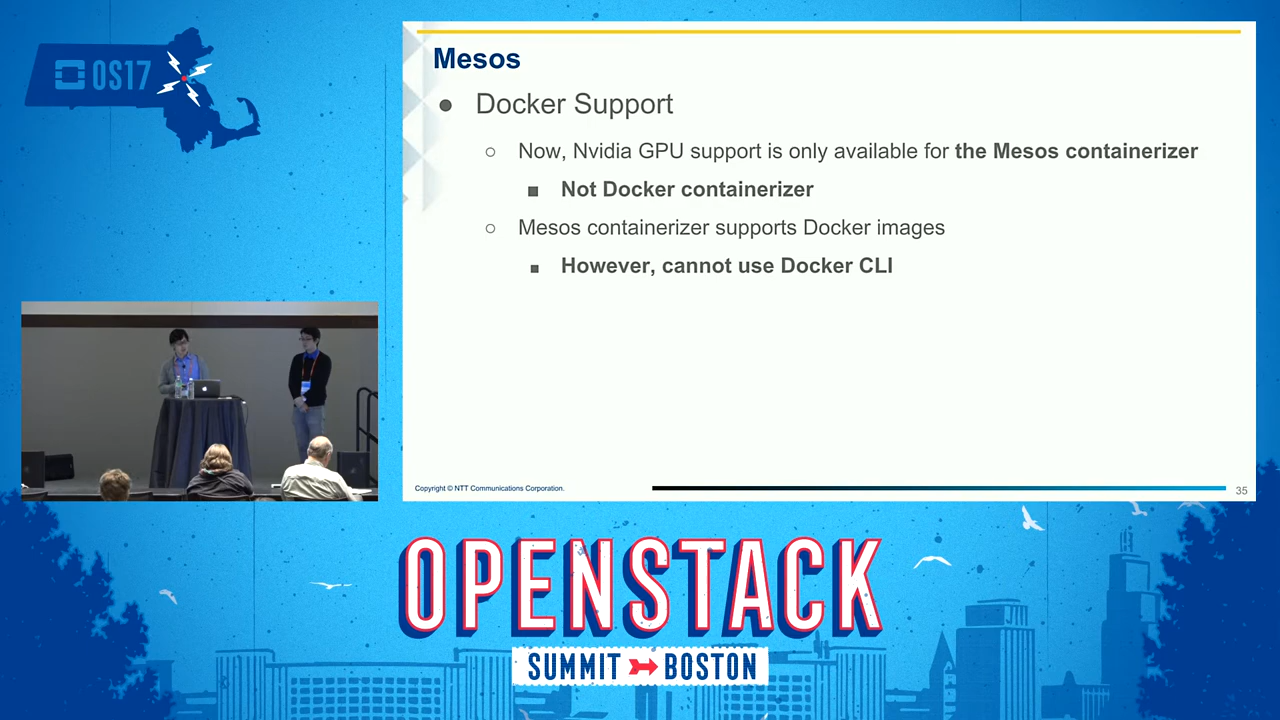 OS17
Mesos
● Docker Support
○ Now, Nvidia GPU support is only available for the Mesos containerizer
■ Not Docker containerizer
○ Mesos containerizer supports Docker images
■ However, cannot use Docker CLI
Copyright © NTT Communications Corporation.
35
OPENSTACK
SUMMIT BOSTON